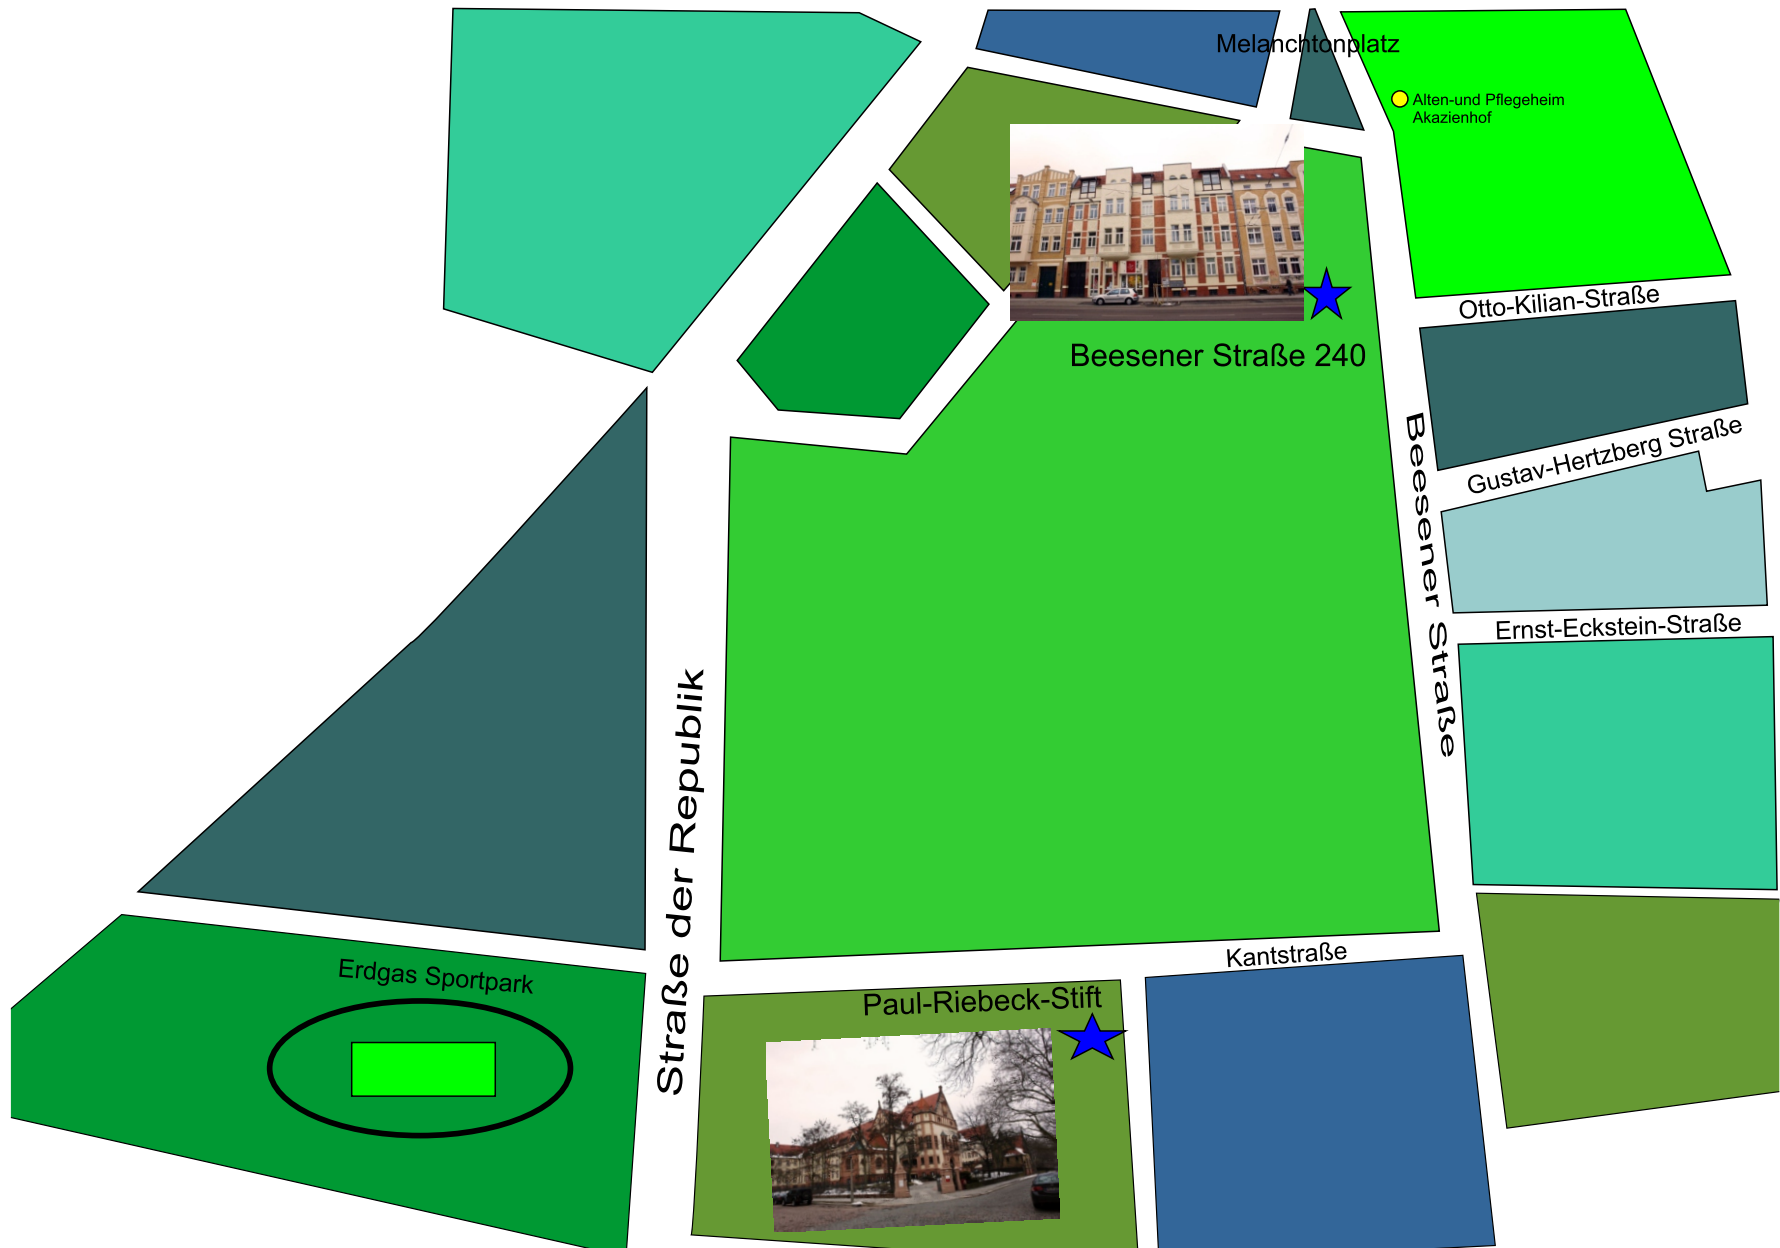 Melanchtonplatz
Alten-und Pflegeheim
Akazienhof
Otto-Kilian-Straße
Beesener Straße 240
Gustav-Hertzberg Straße
Beesener Straße
Ernst-Eckstein-Straße
Straße der Republik
Kantstraße
Erdgas Sportpark
Paul-Riebeck-Stift